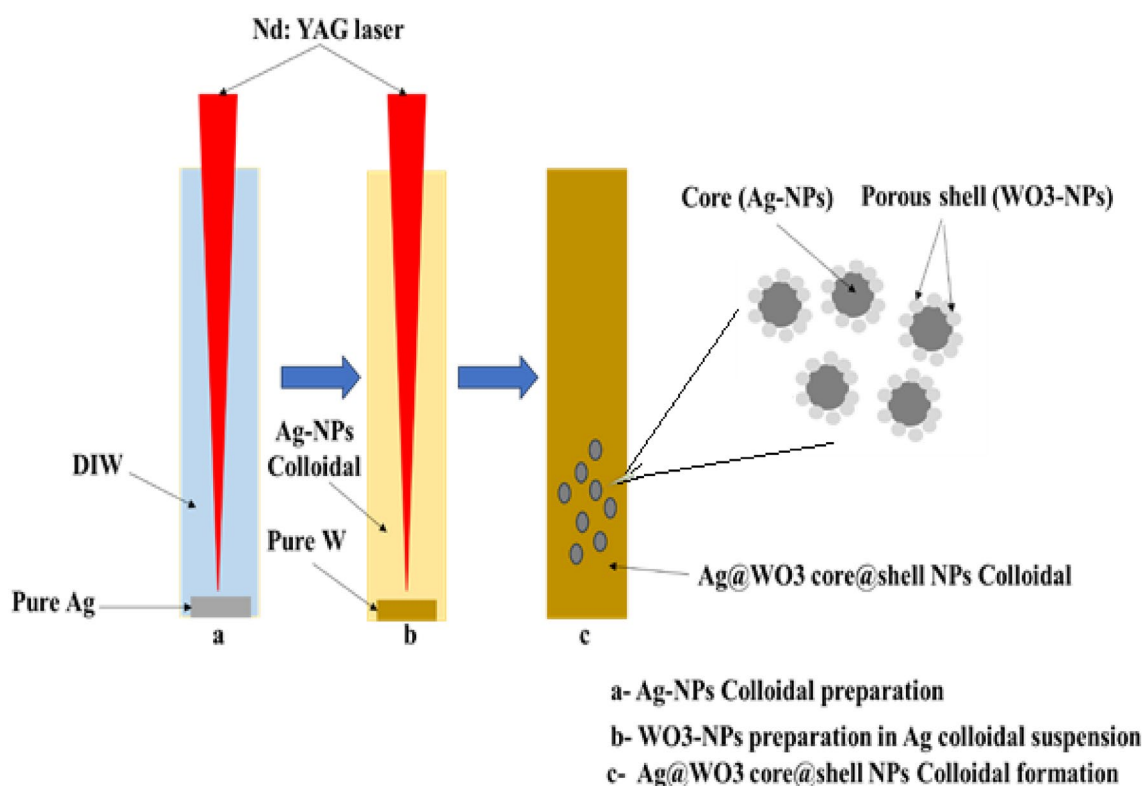 Nd: YAG laser
Core (Ag-NPs)
Porous shell (WO3-NPs)
Ag-NPs
Colloidal
DIW
Pure W
Pure Ag
Ag@WO3 core@shell NPs Colloidal
a
b
c
a- Ag-NPs Colloidal preparation
b- WO3-NPs preparation in Ag colloidal suspension
c- Ag@WO3 core@shell NPs Colloidal formation